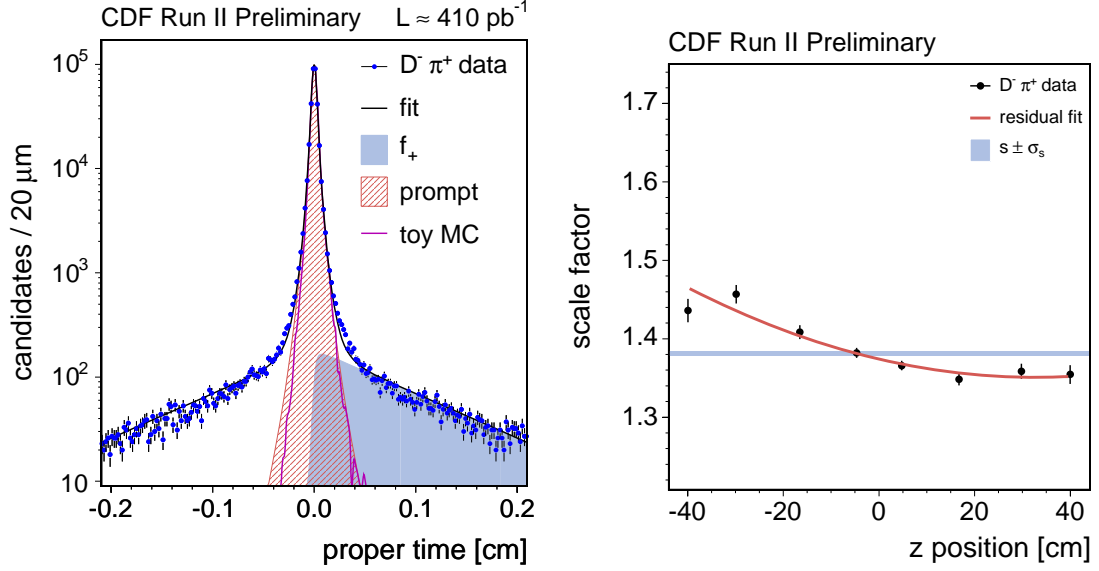 CDF Run II Preliminary L ≈ 410 pb⁻¹
candidates / 20 μm
10⁵
10⁴
10³
10²
10
D⁻ π⁺ data
fit
f₊
prompt
toy MC
-0.2 -0.1 0.0 0.1 0.2
proper time [cm]
CDF Run II Preliminary
scale factor
1.7
1.6
1.5
1.4
1.3
D⁻ π⁺ data
residual fit
s ± σₛ
-40 -20 0 20 40
z position [cm]